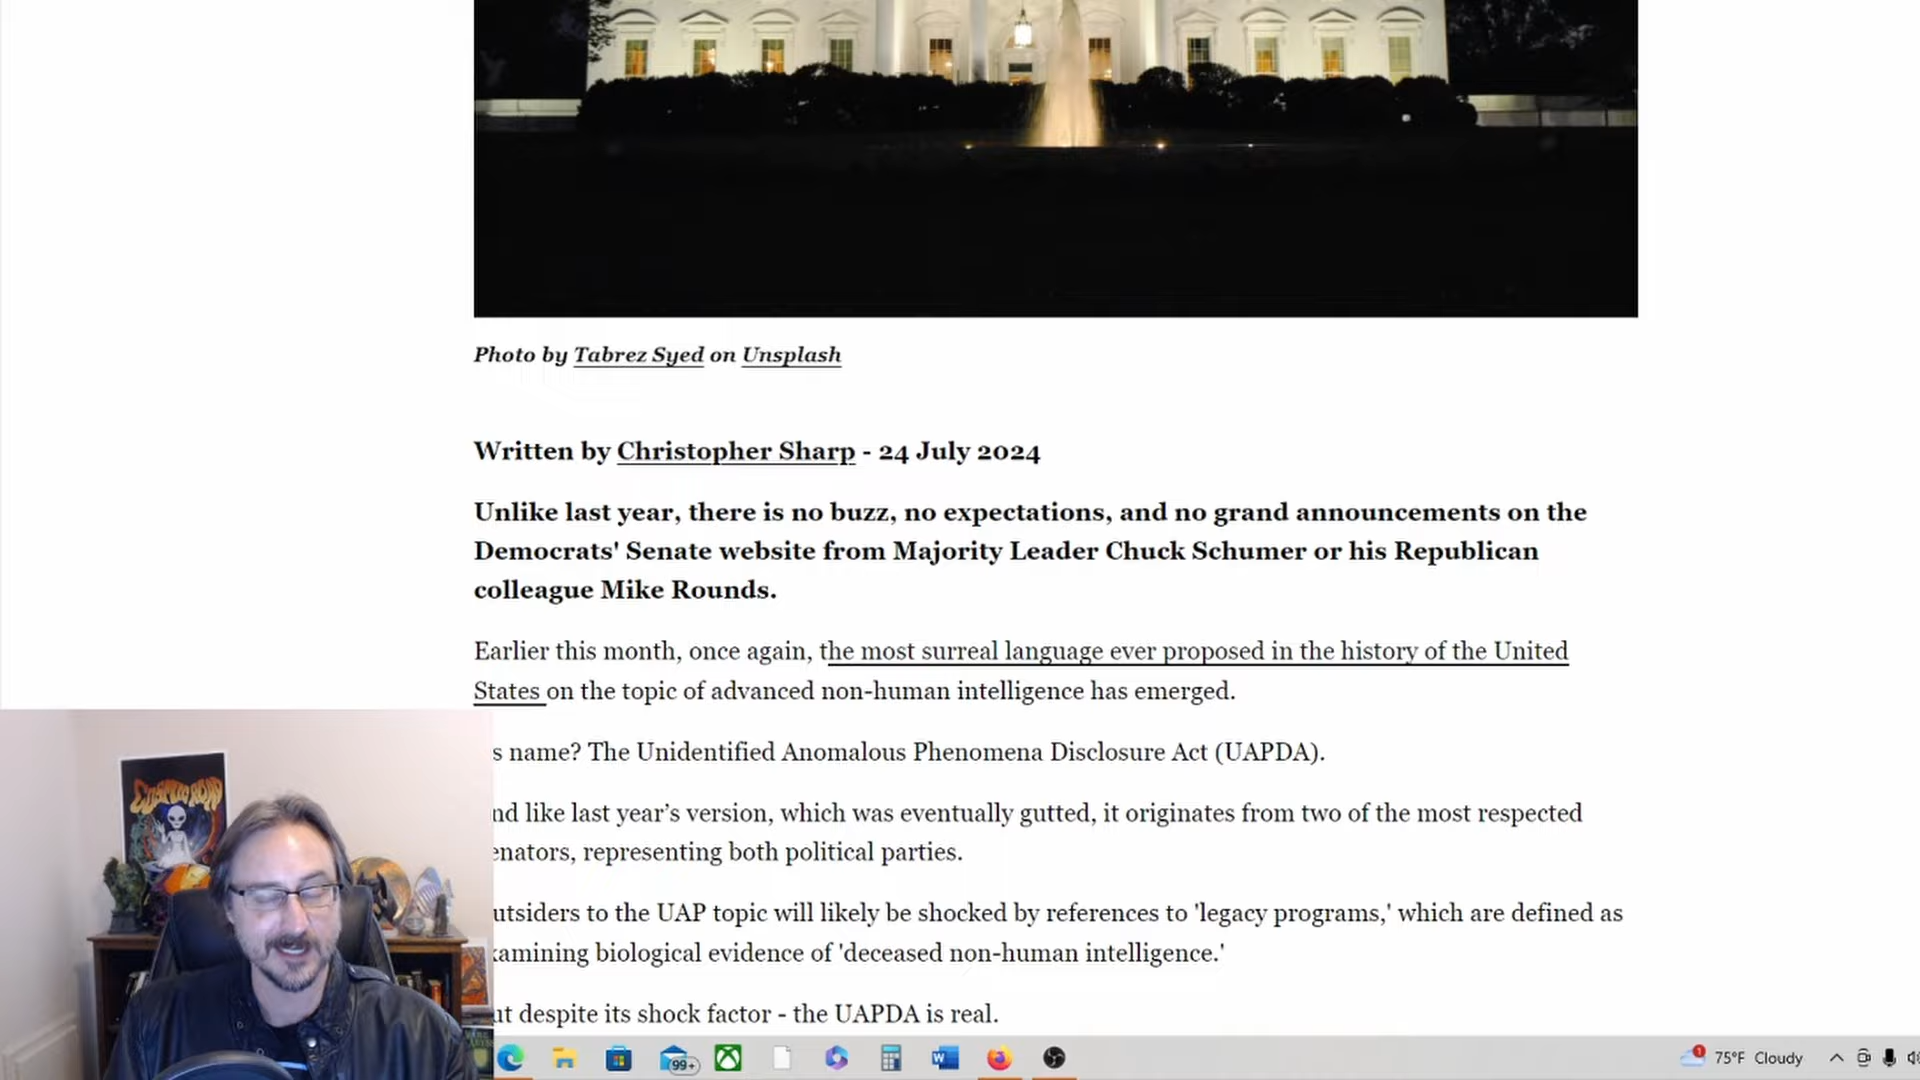 Photo by Tabrez Syed on Unsplash
Written by Christopher Sharp - 24 July 2024
Unlike last year, there is no buzz, no expectations, and no grand announcements on the
Democrats' Senate website from Majority Leader Chuck Schumer or his Republican
colleague Mike Rounds.
Earlier this month, once again, the most surreal language ever proposed in the history of the United
States on the topic of advanced non-human intelligence has emerged.
s name? The Unidentified Anomalous Phenomena Disclosure Act (UAPDA).
nd like last year’s version, which was eventually gutted, it originates from two of the most respected
enators, representing both political parties.
utsiders to the UAP topic will likely be shocked by references to 'legacy programs,' which are defined as
xamining biological evidence of 'deceased non-human intelligence.'
ut despite its shock factor - the UAPDA is real.
99+
1
75°F Cloudy